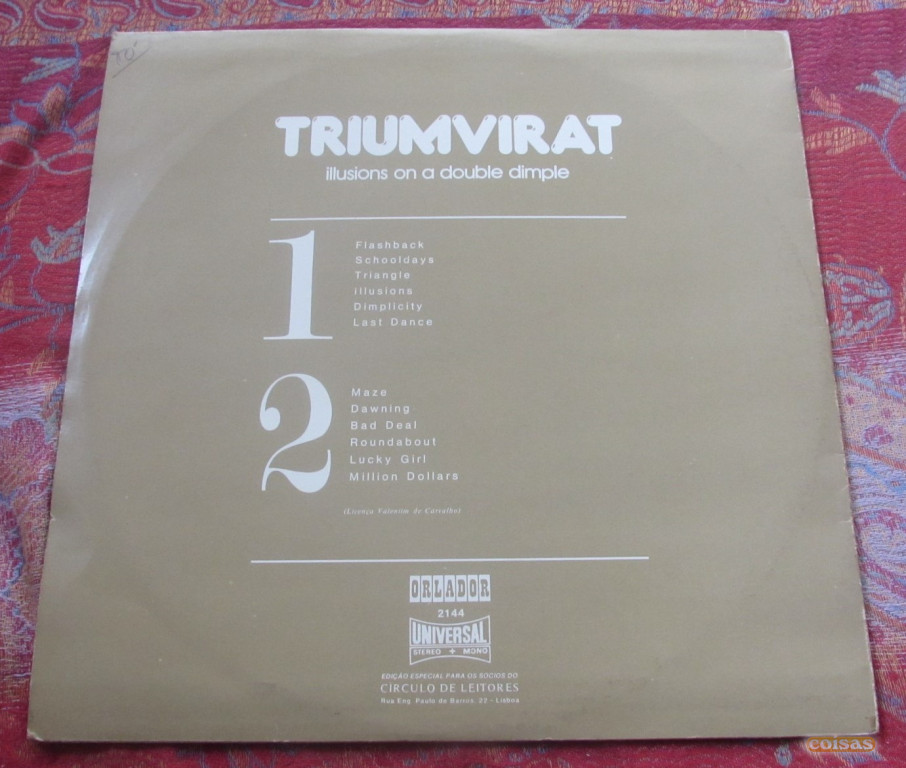 TRIUMVIRAT
illusions on a double dimple
1
Flashback
Schooldays
Triangle
illusions
Dimplicity
Last Dance
2
Maze
Dawning
Bad Deal
Roundabout
Lucky Girl
Million Dollars
(Licença Valentim de Carvalho)
ORLADOR
2144
UNIVERSAL
STEREO + MONO
EDIÇÃO ESPECIAL PARA OS SÓCIOS DO
CÍRCULO DE LEITORES
Rua Eng. Paulo de Barros, 22 - Lisboa
coisas